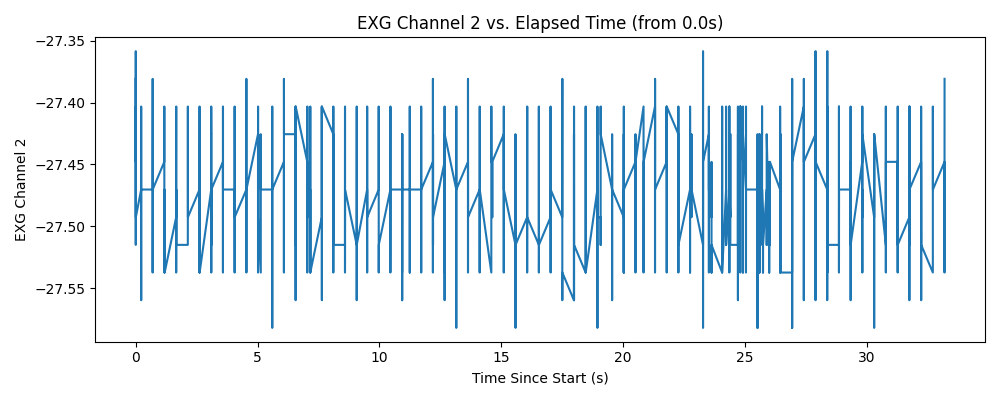 EXG Channel 2 vs. Elapsed Time (from 0.0s)
EXG Channel 2
−27.35
−27.40
−27.45
−27.50
−27.55
0 5 10 15 20 25 30
Time Since Start (s)